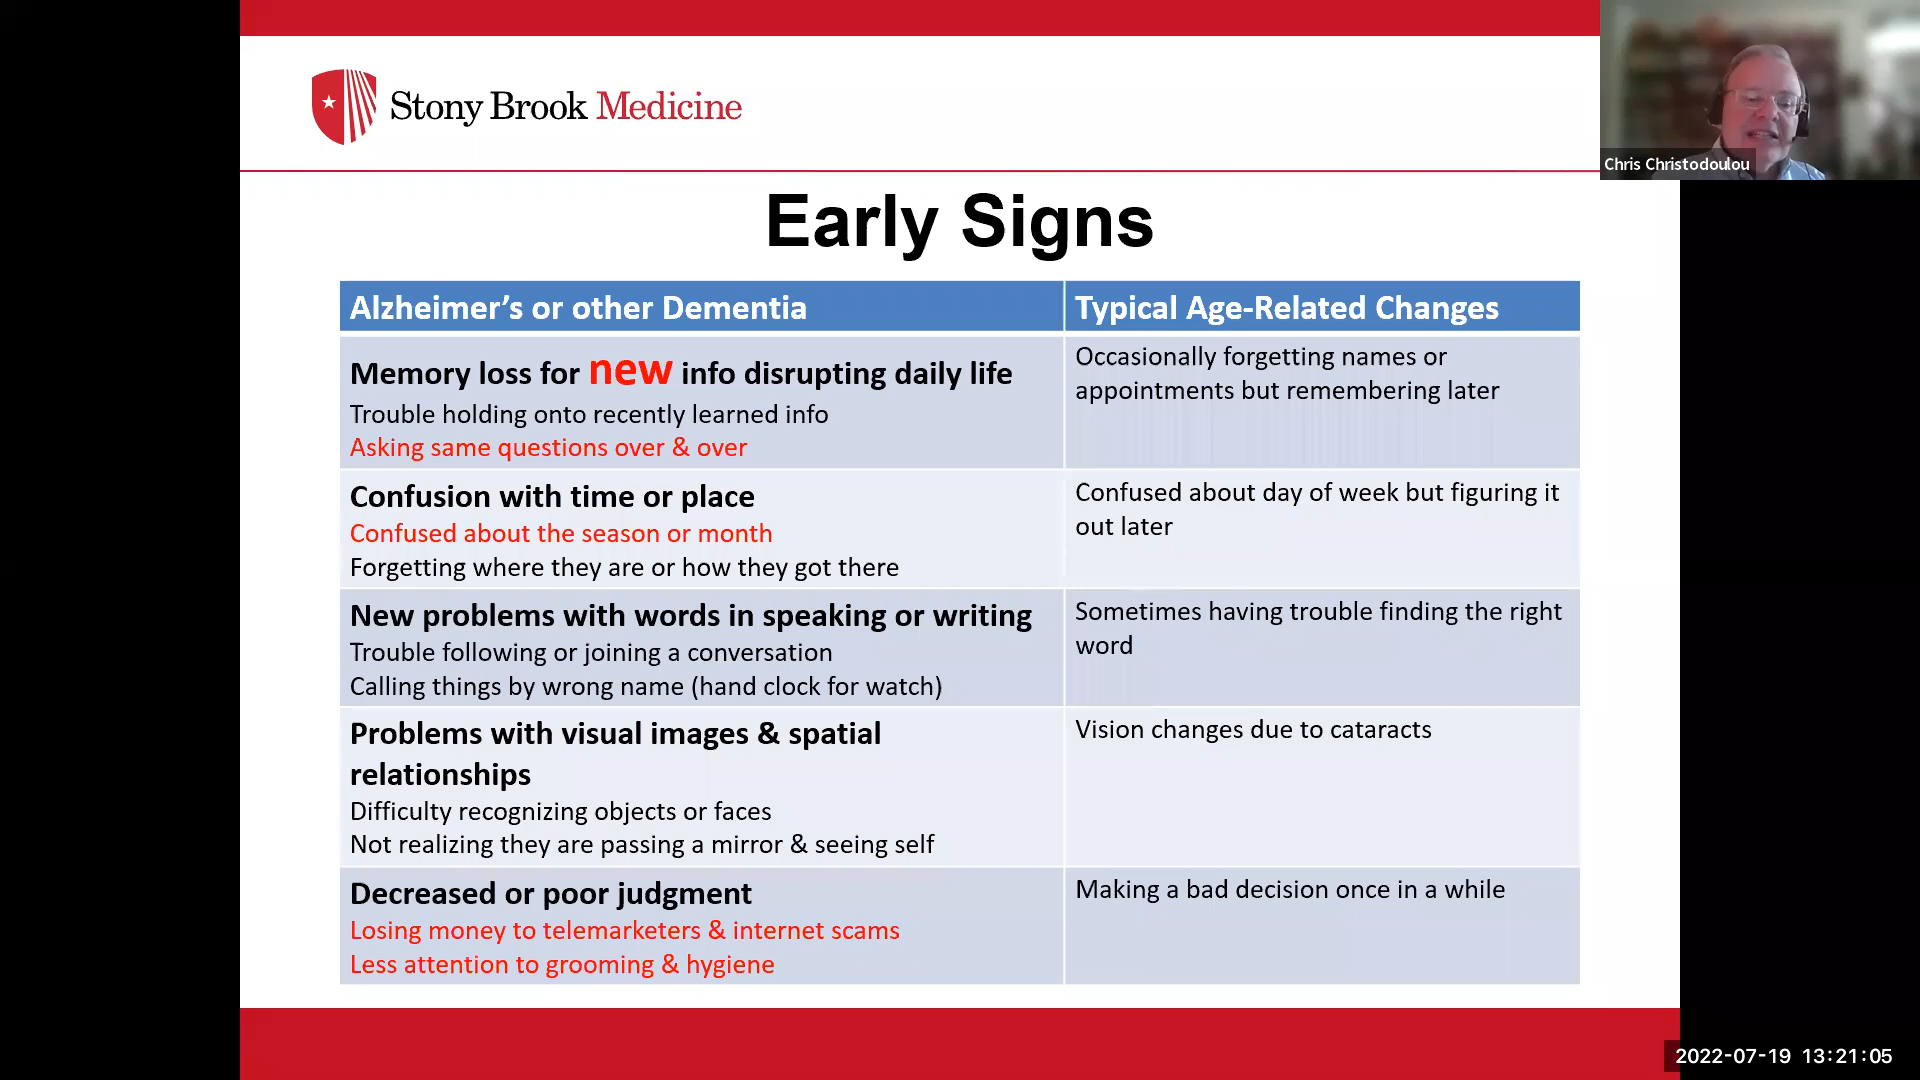 Stony Brook Medicine
Chris Christodoulou
Early Signs
Alzheimer's or other Dementia
Typical Age-Related Changes
Memory loss for new info disrupting daily life
Trouble holding onto recently learned info
Asking same questions over & over
Occasionally forgetting names or
appointments but remembering later
Confusion with time or place
Confused about the season or month
Forgetting where they are or how they got there
Confused about day of week but figuring it
out later
New problems with words in speaking or writing
Trouble following or joining a conversation
Calling things by wrong name (hand clock for watch)
Sometimes having trouble finding the right
word
Problems with visual images & spatial
relationships
Difficulty recognizing objects or faces
Not realizing they are passing a mirror & seeing self
Vision changes due to cataracts
Decreased or poor judgment
Losing money to telemarketers & internet scams
Less attention to grooming & hygiene
Making a bad decision once in a while
2022-07-19 13:21:05